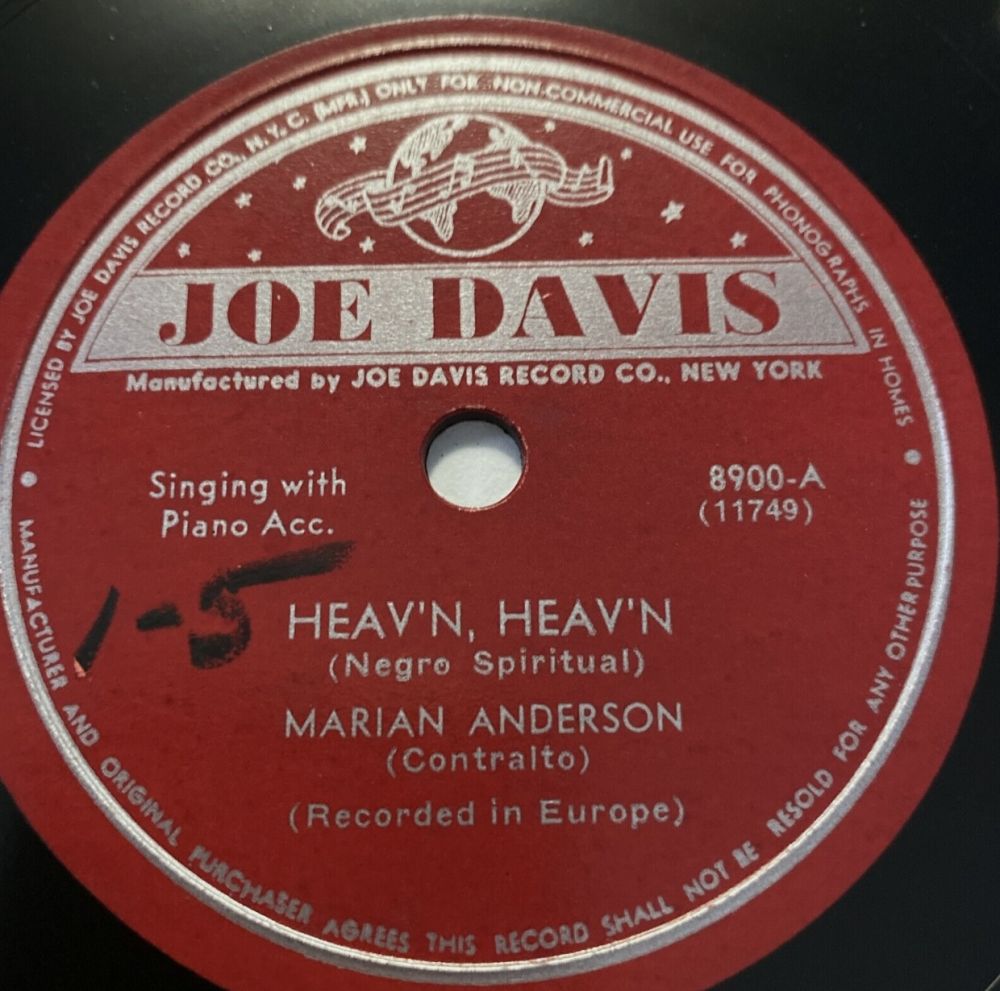 LICENSED BY JOE DAVIS RECORD CO., N.Y.C. (MFR.) ONLY FOR NON-COMMERCIAL USE FOR PHONOGRAPHS IN HOMES
JOE DAVIS
Manufactured by JOE DAVIS RECORD CO., NEW YORK
Singing with
Piano Acc.
8900-A
(11749)
1-5
HEAV'N, HEAV'N
(Negro Spiritual)
MARIAN ANDERSON
(Contralto)
(Recorded in Europe)
MANUFACTURER AND ORIGINAL PURCHASER AGREES THIS RECORD SHALL NOT BE RESOLD FOR ANY OTHER PURPOSE